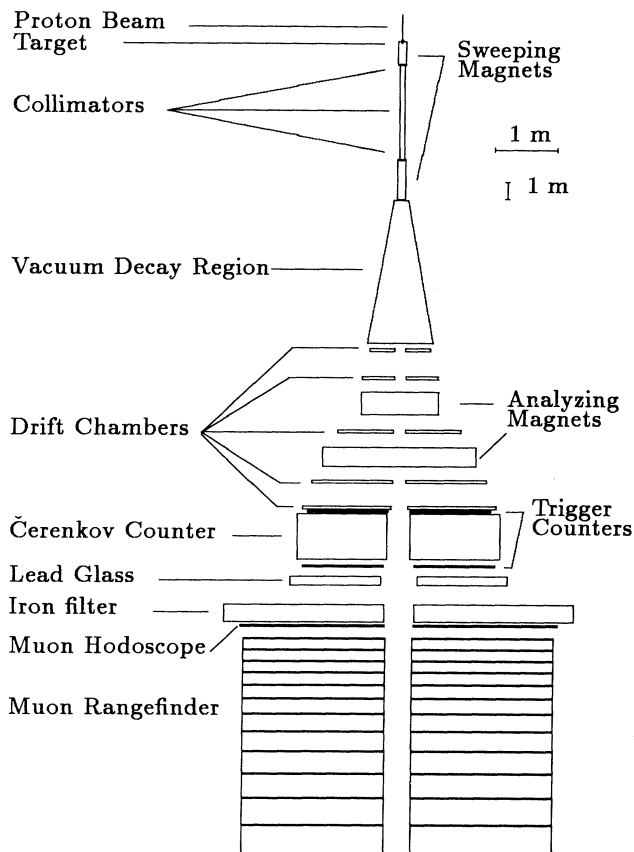 Proton Beam
Target
Sweeping
Magnets
Collimators
1 m
1 m
Vacuum Decay Region
Analyzing
Magnets
Drift Chambers
Trigger
Counters
Čerenkov Counter
Lead Glass
Iron filter
Muon Hodoscope
Muon Rangefinder